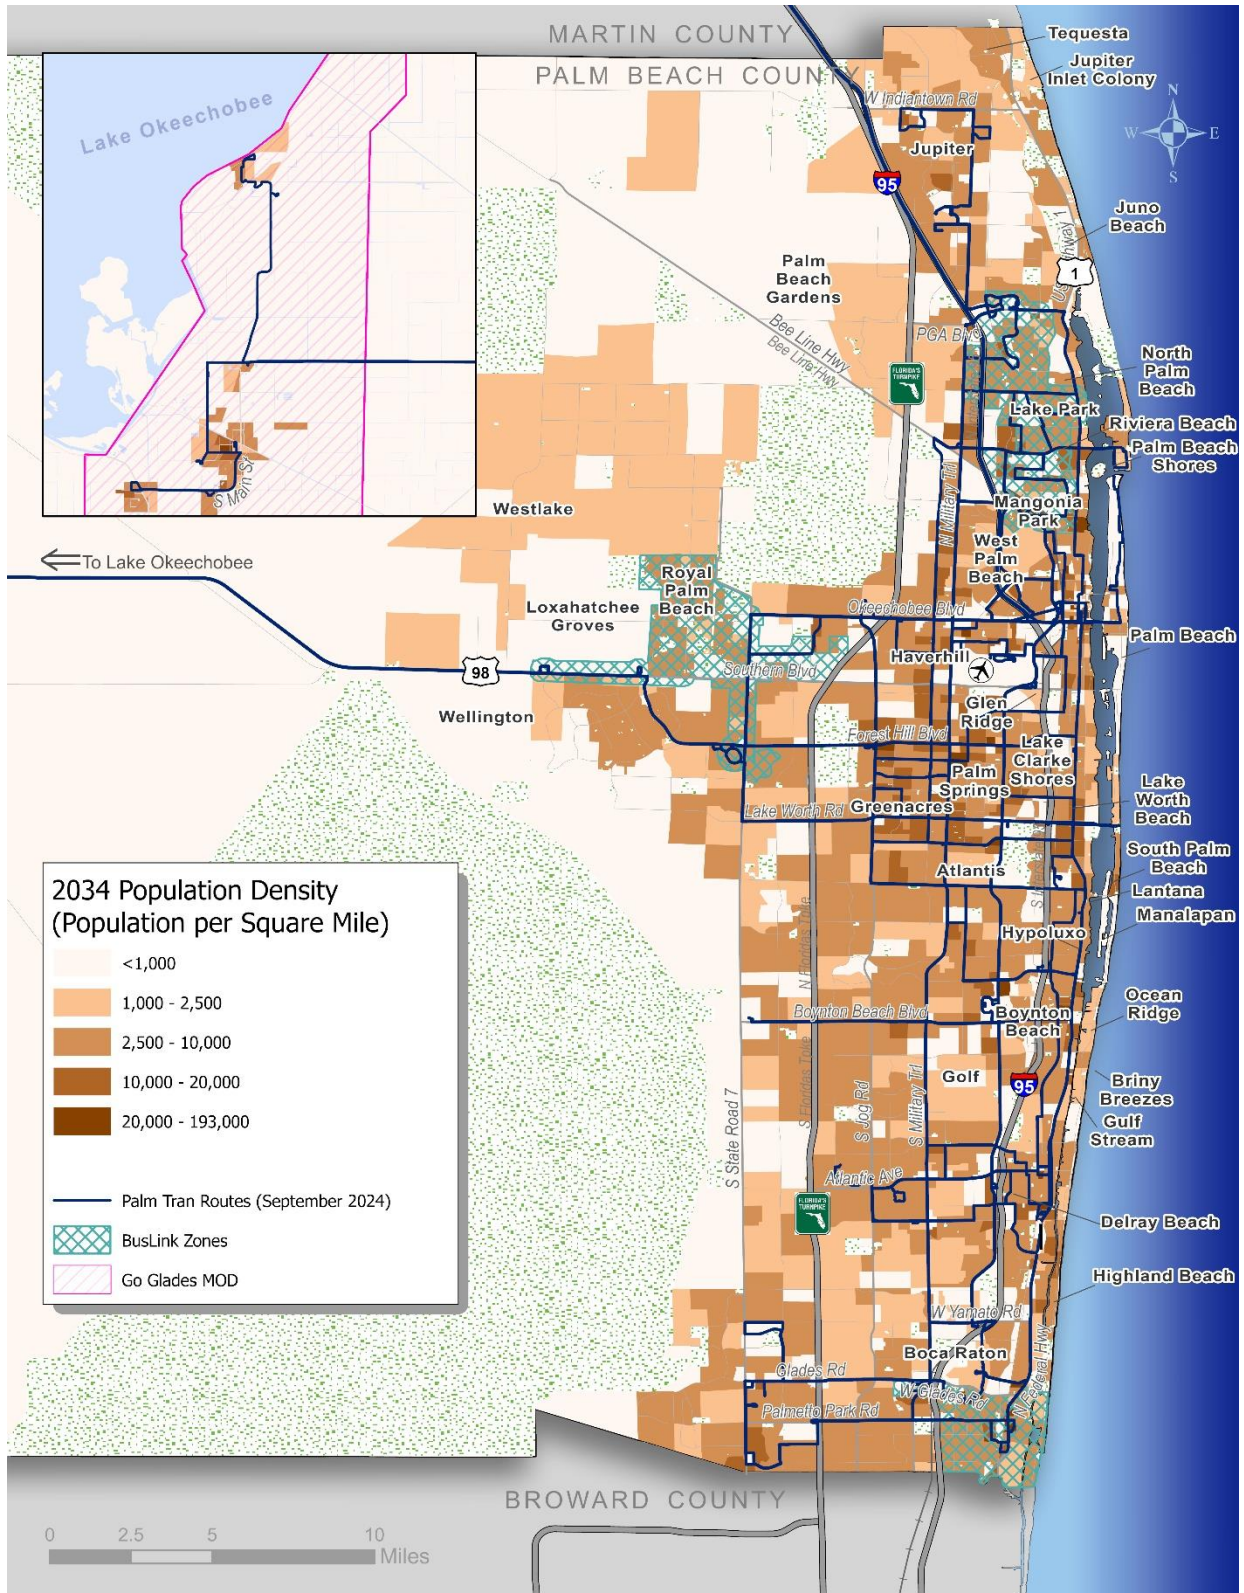 MARTIN COUNTY
PALM BEACH COUNTY
Tequesta
Jupiter
Inlet Colony
W Indiantown Rd
N
W
E
S
Lake Okeechobee
Jupiter
95
Juno
Beach
US Highway 1
1
Palm
Beach
Gardens
Bee Line Hwy
Bee Line Hwy
PGA Blvd
FLORIDA'S
TURNPIKE
North
Palm
Beach
Lake Park
Riviera Beach
Palm Beach
Shores
N Military Trl
S Main St
Westlake
Mangonia
Park
West
Palm
Beach
To Lake Okeechobee
Royal
Palm
Beach
Loxahatchee
Groves
Okeechobee Blvd
Palm Beach
Haverhill
Southern Blvd
98
Wellington
Glen
Ridge
Forest Hill Blvd
Lake
Clarke
Shores
Palm
Springs
Lake
Worth
Beach
Greenacres
Lake Worth Rd
South Palm
Beach
Atlantis
Lantana
Manalapan
Hypoluxo
N Floridas Tpke
Ocean
Ridge
Boynton Beach Blvd
Boynton
Beach
S Floridas Tpke
Golf
95
Briny
Breezes
Gulf
Stream
S State Road 7
S Jog Rd
S Military Trl
Atlantic Ave
FLORIDA'S
TURNPIKE
Delray Beach
Highland Beach
W Yamato Rd
Boca Raton
Glades Rd
W Glades Rd
N Federal Hwy
Palmetto Park Rd
BROWARD COUNTY
2034 Population Density
(Population per Square Mile)
<1,000
1,000 - 2,500
2,500 - 10,000
10,000 - 20,000
20,000 - 193,000
Palm Tran Routes (September 2024)
BusLink Zones
Go Glades MOD
0 2.5 5 10
Miles